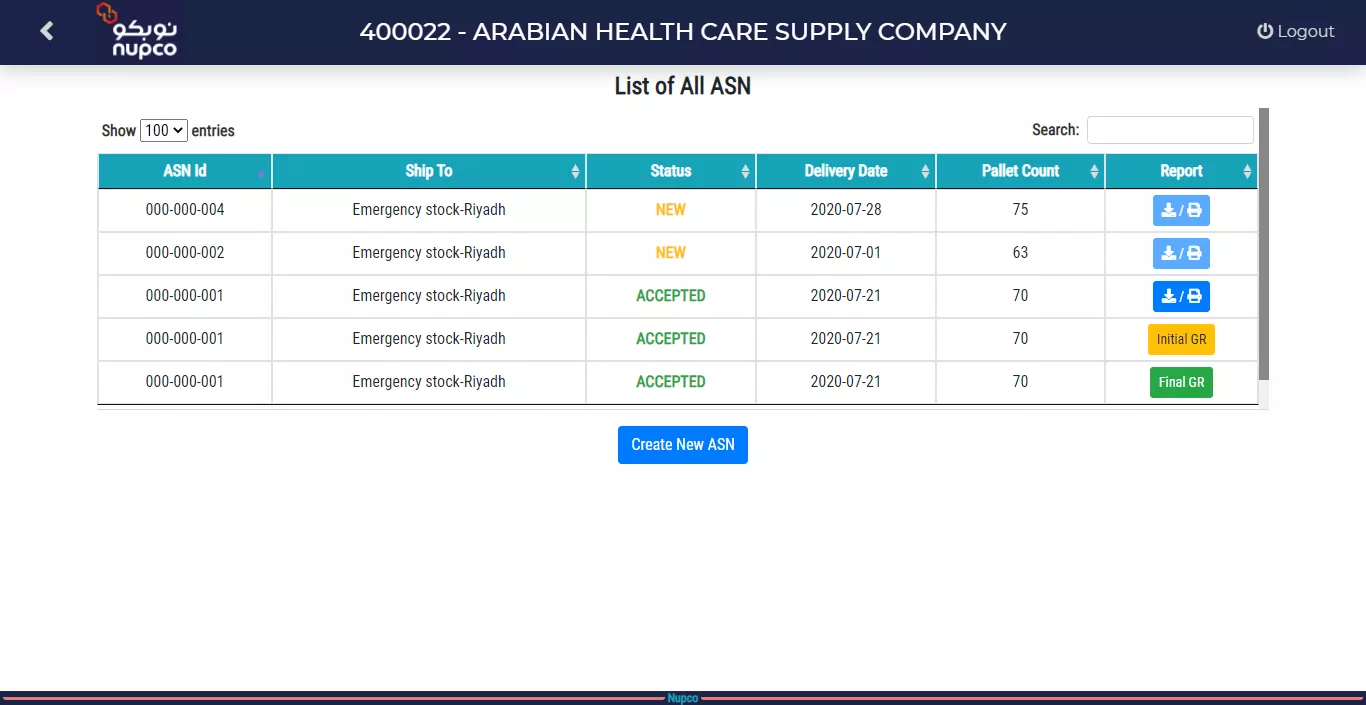 نوبكو
nupco
400022 - ARABIAN HEALTH CARE SUPPLY COMPANY
Logout
List of All ASN
Show 100 entries
Search:
ASN Id Ship To Status Delivery Date Pallet Count Report
000-000-004 Emergency stock-Riyadh NEW 2020-07-28 75 /
000-000-002 Emergency stock-Riyadh NEW 2020-07-01 63 /
000-000-001 Emergency stock-Riyadh ACCEPTED 2020-07-21 70 /
000-000-001 Emergency stock-Riyadh ACCEPTED 2020-07-21 70 Initial GR
000-000-001 Emergency stock-Riyadh ACCEPTED 2020-07-21 70 Final GR
Create New ASN
Nupco